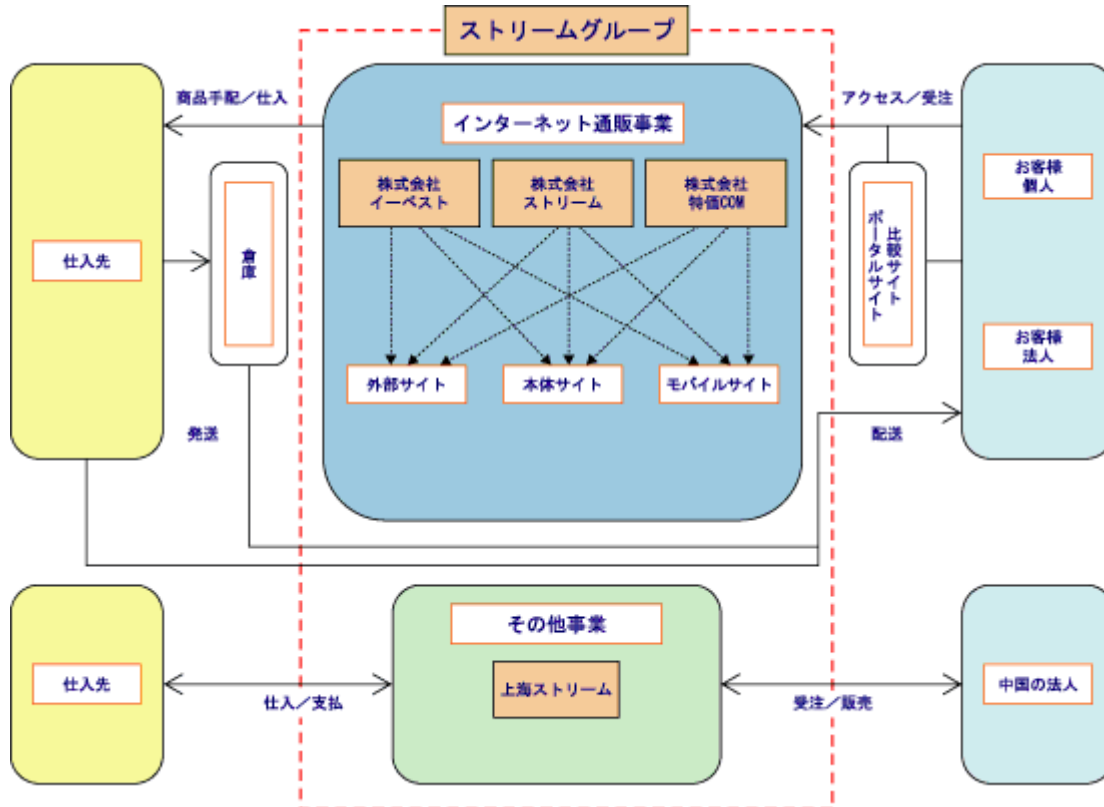 ストリームグループ
商品手配／仕入
アクセス／受注
インターネット通販事業
株式会社
イーベスト
株式会社
ストリーム
株式会社
特価COM
仕入先
倉庫
比較サイト
ポータルサイト
お客様
個人
お客様
法人
外部サイト
本体サイト
モバイルサイト
発送
配送
その他事業
仕入先
上海ストリーム
中国の法人
仕入／支払
受注／販売